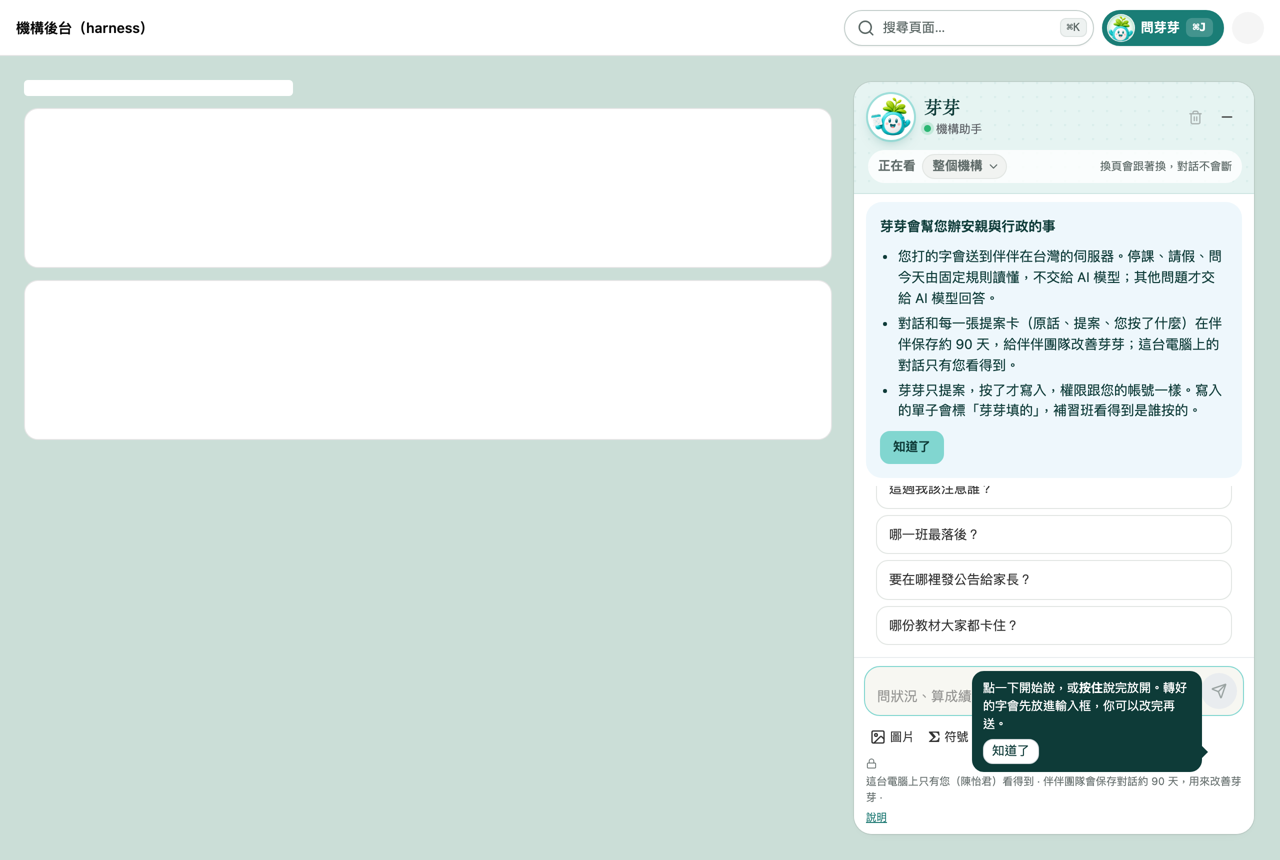 機構後台（harness）
搜尋頁面...
⌘K
問芽芽
⌘J
芽芽
機構助手
正在看
整個機構
換頁會跟著換，對話不會斷
芽芽會幫您辦安親與行政的事
• 您打的字會送到伴伴在台灣的伺服器。停課、請假、問
今天由固定規則讀懂，不交給 AI 模型；其他問題才交
給 AI 模型回答。
• 對話和每一張提案卡（原話、提案、您按了什麼）在伴
伴保存約 90 天，給伴伴團隊改善芽芽；這台電腦上的
對話只有您看得到。
• 芽芽只提案，按了才寫入，權限跟您的帳號一樣。寫入
的單子會標「芽芽填的」，補習班看得到是誰按的。
知道了
這週我該注意誰？
哪一班最落後？
要在哪裡發公告給家長？
哪份教材大家都卡住？
問狀況、算成績
點一下開始說，或按住說完放開。轉好
的字會先放進輸入框，你可以改完再
送。
知道了
圖片
符號
這台電腦上只有您（陳怡君）看得到 · 伴伴團隊會保存對話約 90 天，用來改善芽
芽 ·
說明